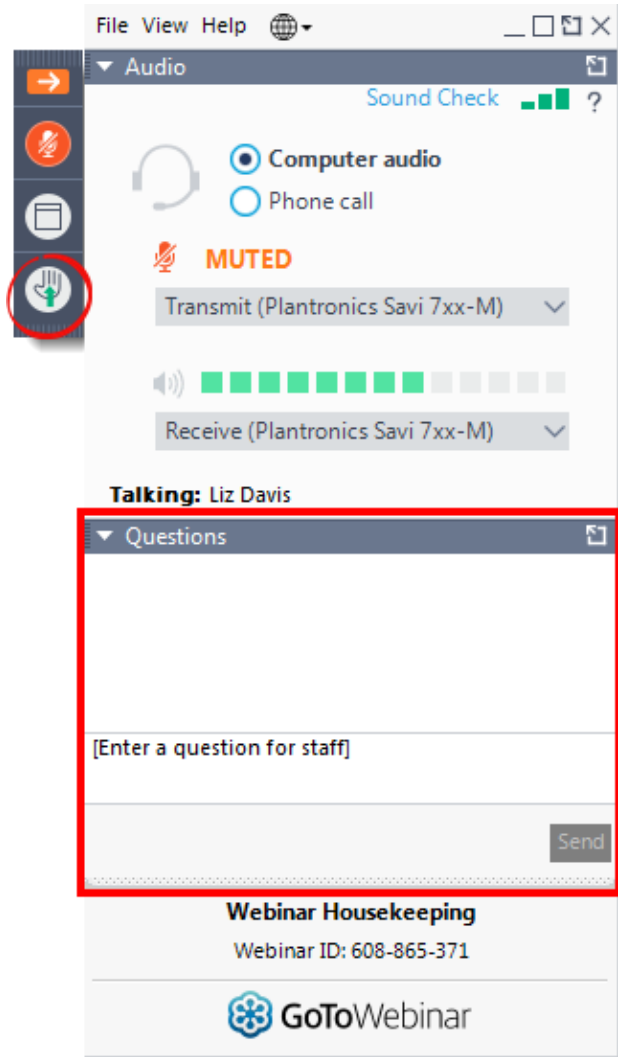 File View Help
Audio
Sound Check ?
Computer audio
Phone call
MUTED
Transmit (Plantronics Savi 7xx-M)
Receive (Plantronics Savi 7xx-M)
Talking: Liz Davis
Questions
[Enter a question for staff]
Send
Webinar Housekeeping
Webinar ID: 608-865-371
GoToWebinar